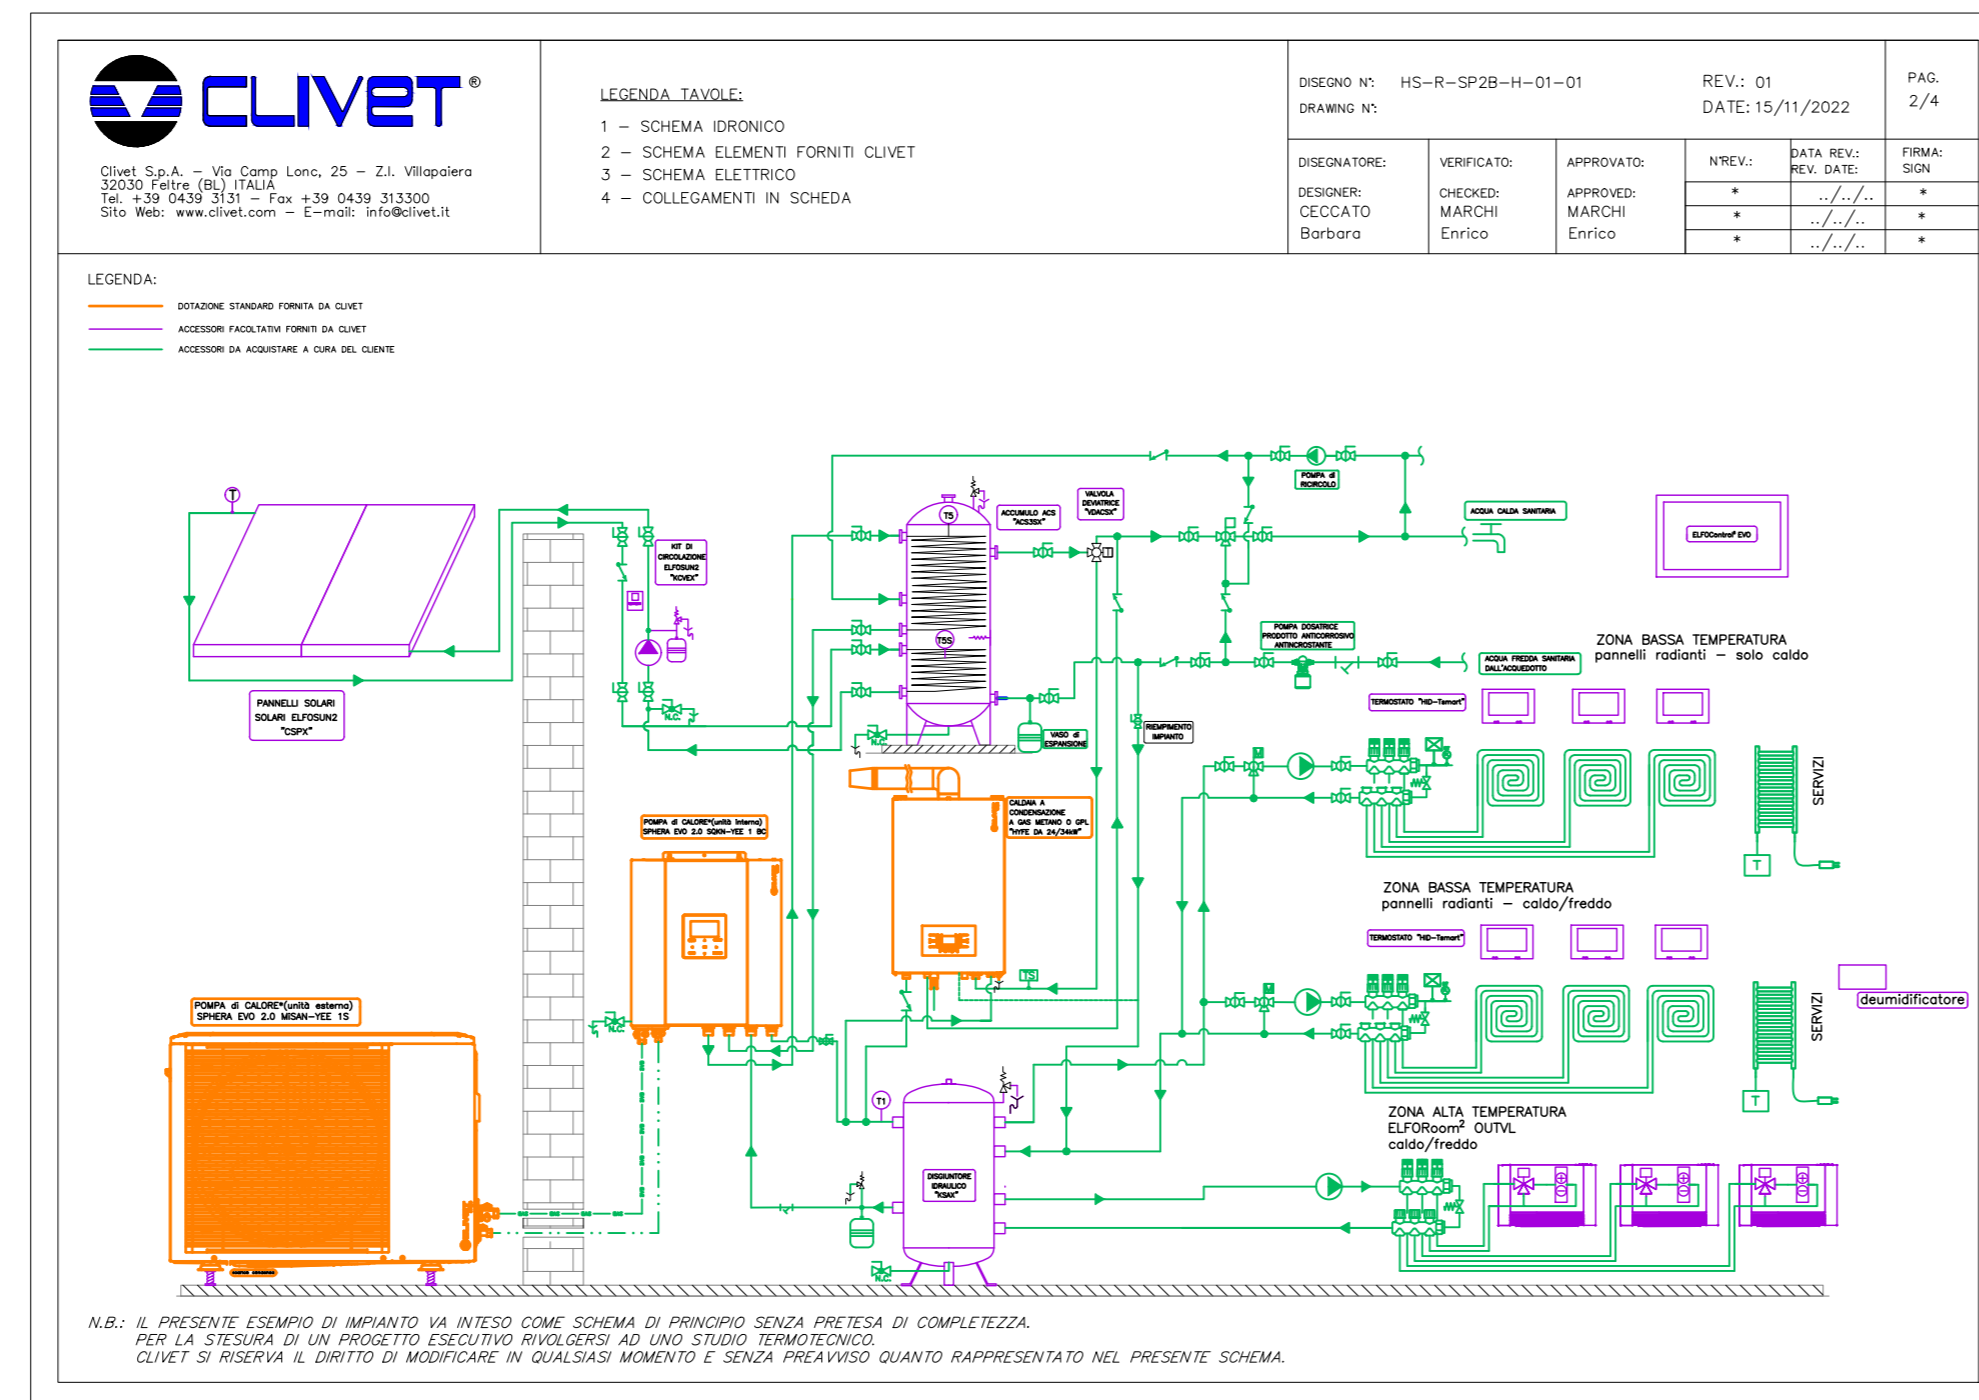 CLIVET®
Clivet S.p.A. – Via Camp Lonc, 25 – Z.I. Villapaiera
32030 Feltre (BL) ITALIA
Tel. +39 0439 3131 – Fax +39 0439 313300
Sito Web: www.clivet.com – E–mail: info@clivet.it
LEGENDA TAVOLE:
1 – SCHEMA IDRONICO
2 – SCHEMA ELEMENTI FORNITI CLIVET
3 – SCHEMA ELETTRICO
4 – COLLEGAMENTI IN SCHEDA
DISEGNO N°: HS–R–SP2B–H–01–01
DRAWING N°:
REV.: 01
DATE: 15/11/2022
PAG.
2/4
DISEGNATORE:
DESIGNER:
CECCATO
Barbara
VERIFICATO:
CHECKED:
MARCHI
Enrico
APPROVATO:
APPROVED:
MARCHI
Enrico
N°REV.:
DATA REV.:
REV. DATE:
FIRMA:
SIGN
* ../../.. *
* ../../.. *
* ../../.. *
LEGENDA:
DOTAZIONE STANDARD FORNITA DA CLIVET
ACCESSORI FACOLTATIVI FORNITI DA CLIVET
ACCESSORI DA ACQUISTARE A CURA DEL CLIENTE
T
PANNELLI SOLARI
SOLARI ELFOSUN2
"CSPX"
KIT DI
CIRCOLAZIONE
ELFOSUN2
"KCVEX"
N.C.
T5
T5S
ACCUMULO ACS
"ACS3SX"
VALVOLA
DEVIATRICE
"VDACSX"
POMPA di
RICIRCOLO
ACQUA CALDA SANITARIA
ELFOControl³ EVO
POMPA DOSATRICE
PRODOTTO ANTICORROSIVO
ANTINCROSTANTE
ACQUA FREDDA SANITARIA
DALL'ACQUEDOTTO
N.C.
VASO di
ESPANSIONE
RIEMPIMENTO
IMPIANTO
ZONA BASSA TEMPERATURA
pannelli radianti – solo caldo
TERMOSTATO "HID–Tsmart"
M
SERVIZI
T
POMPA di CALORE*(unità interna)
SPHERA EVO 2.0 SQKN–YEE 1 BC
CALDAIA A
CONDENSAZIONE
A GAS METANO O GPL
"HYFE DA 24/34kW"
TS
N.C.
ZONA BASSA TEMPERATURA
pannelli radianti – caldo/freddo
TERMOSTATO "HID–Tsmart"
M
SERVIZI
T
deumidificatore
POMPA di CALORE*(unità esterna)
SPHERA EVO 2.0 MISAN–YEE 1S
T1
DISGIUNTORE
IDRAULICO
"KSAX"
N.C.
ZONA ALTA TEMPERATURA
ELFORoom² OUTVL
caldo/freddo
N.B.: IL PRESENTE ESEMPIO DI IMPIANTO VA INTESO COME SCHEMA DI PRINCIPIO SENZA PRETESA DI COMPLETEZZA.
PER LA STESURA DI UN PROGETTO ESECUTIVO RIVOLGERSI AD UNO STUDIO TERMOTECNICO.
CLIVET SI RISERVA IL DIRITTO DI MODIFICARE IN QUALSIASI MOMENTO E SENZA PREAVVISO QUANTO RAPPRESENTATO NEL PRESENTE SCHEMA.